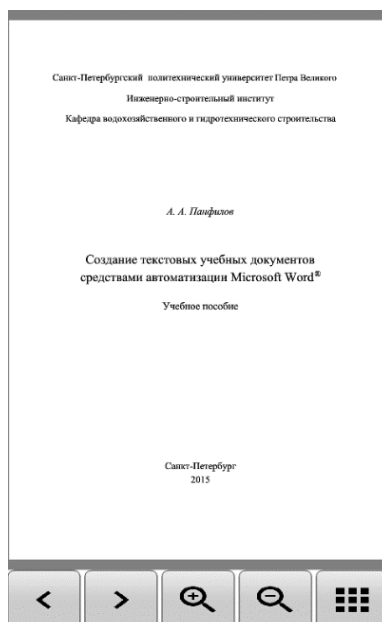 Санкт-Петербургский политехнический университет Петра Великого
Инженерно-строительный институт
Кафедра водохозяйственного и гидротехнического строительства
А. А. Панфилов
Создание текстовых учебных документов
средствами автоматизации Microsoft Word®
Учебное пособие
Санкт-Петербург
2015